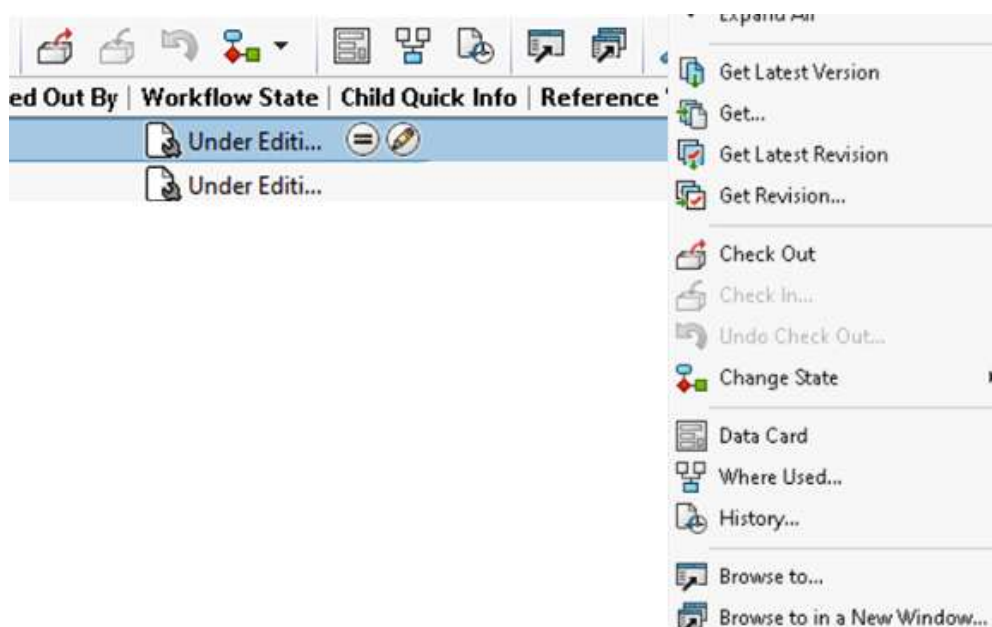 Expand All
ed Out By | Workflow State | Child Quick Info | Reference
Under Editi...
Under Editi...
Get Latest Version
Get...
Get Latest Revision
Get Revision...
Check Out
Check In...
Undo Check Out...
Change State
Data Card
Where Used...
History...
Browse to...
Browse to in a New Window...